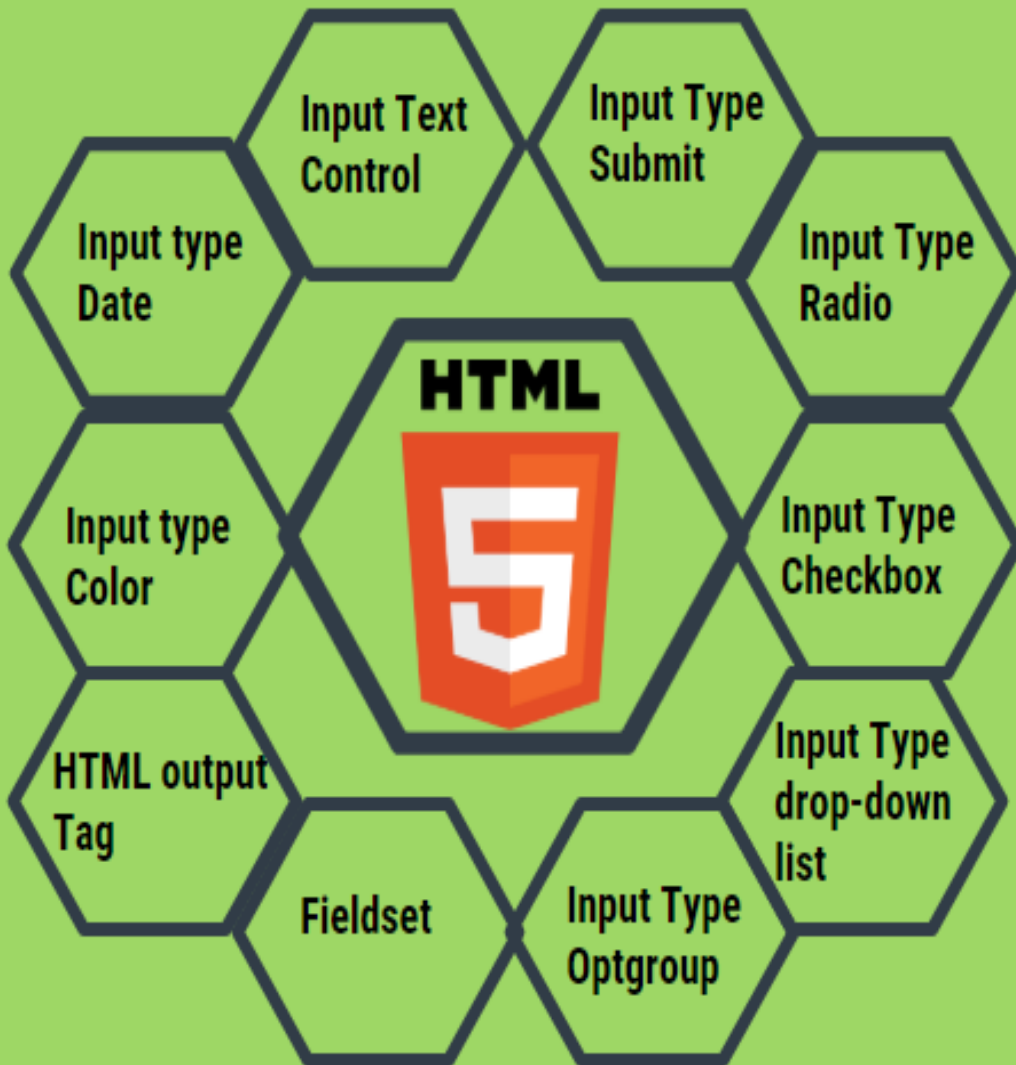 Input Text
Control
Input Type
Submit
Input type
Date
Input Type
Radio
HTML
5
Input type
Color
Input Type
Checkbox
HTML output
Tag
Input Type
drop-down
list
Fieldset
Input Type
Optgroup